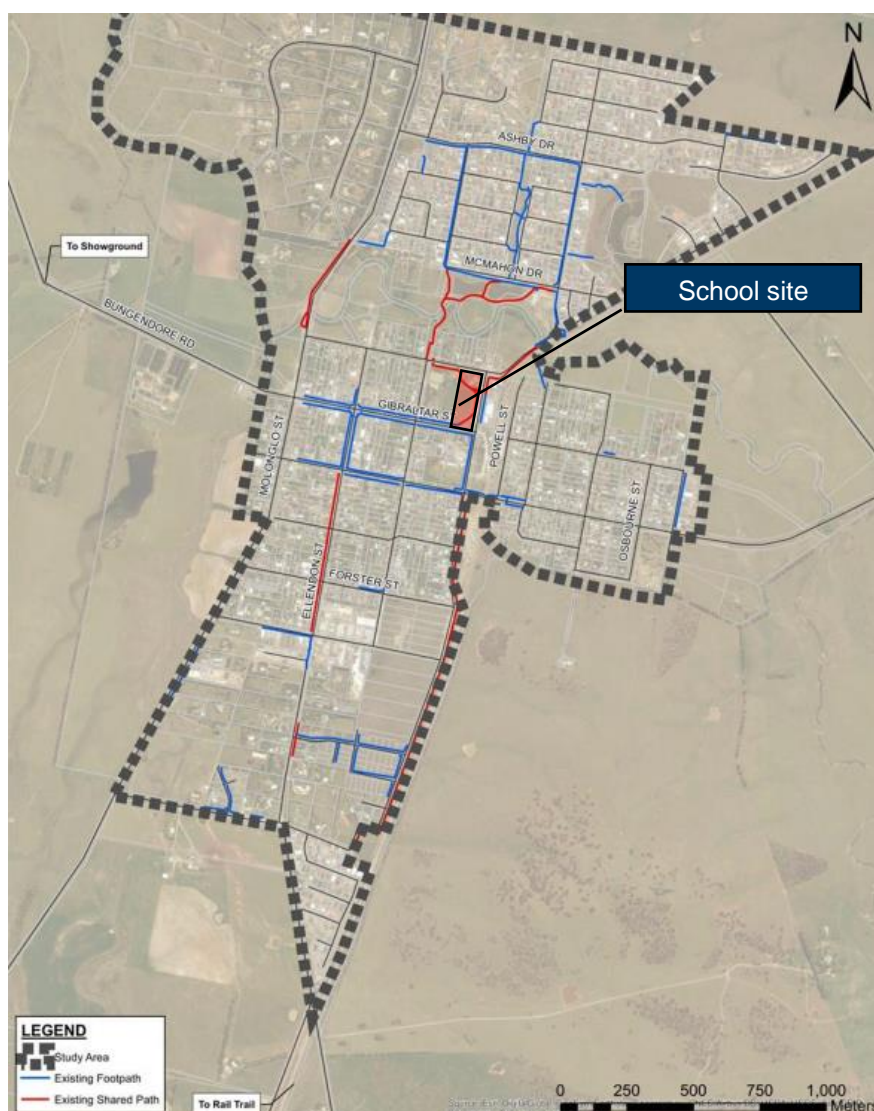 N
ASHBY DR
To Showground
MCMAHON DR
School site
BUNGENDORE RD
GIBRALTAR S
MOLONGLO ST
POWELL ST
OSBOURNE ST
ELLENDON ST
FORSTER ST
LEGEND
Study Area
Existing Footpath
Existing Shared Path
To Rail Trail
0 250 500 750 1,000
Meters